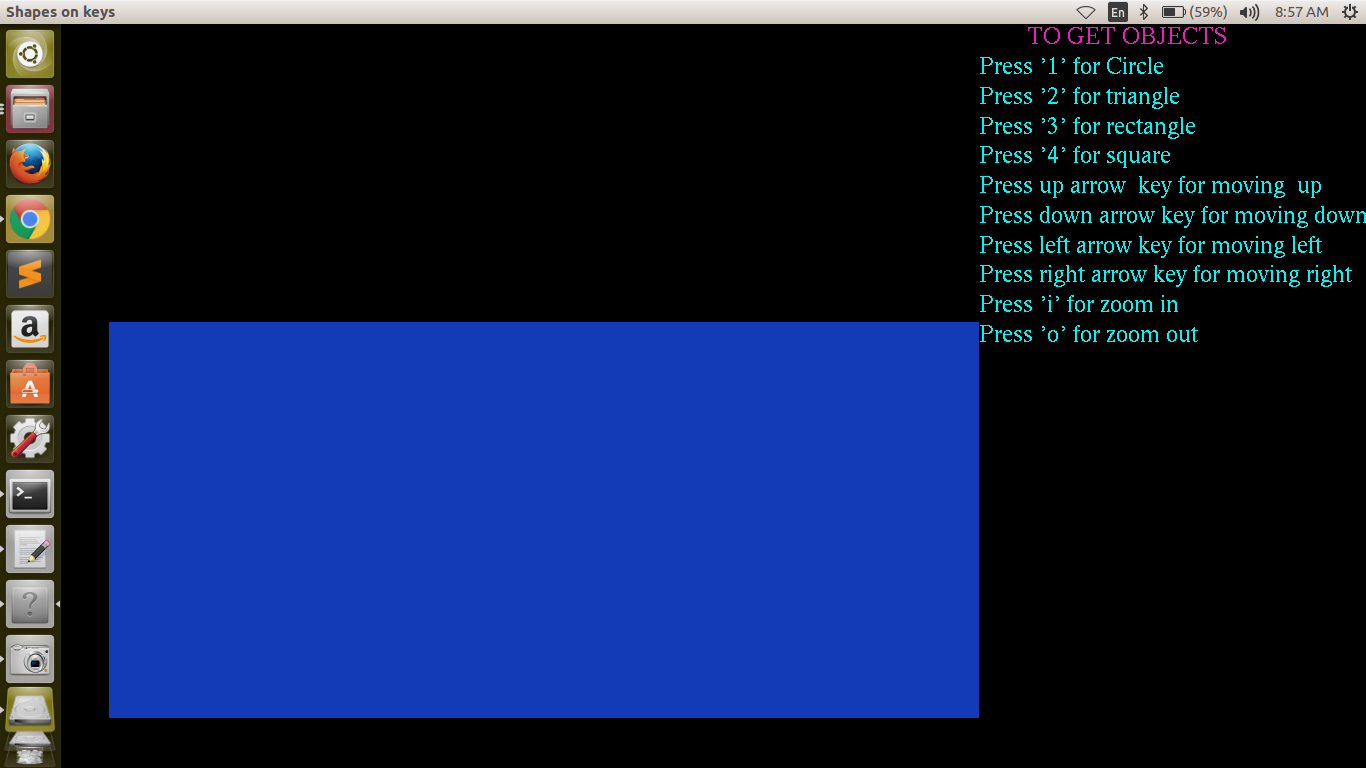 Shapes on keys
En
(59%)
8:57 AM
TO GET OBJECTS
Press ’1’ for Circle
Press ’2’ for triangle
Press ’3’ for rectangle
Press ’4’ for square
Press up arrow  key for moving  up
Press down arrow key for moving down
Press left arrow key for moving left
Press right arrow key for moving right
Press ’i’ for zoom in
Press ’o’ for zoom out
a
A
>_
?